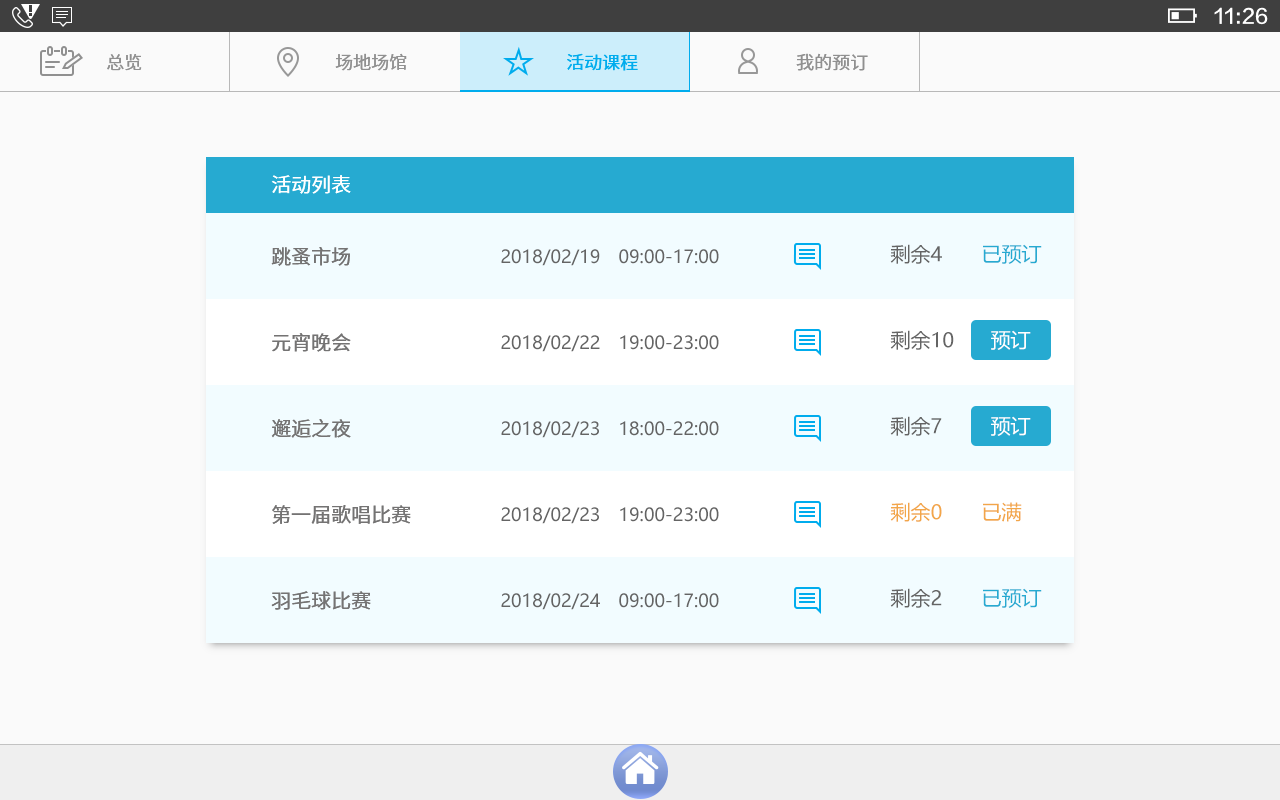 11:26
总览 场地场馆 活动课程 我的预订
活动列表
跳蚤市场 2018/02/19 09:00-17:00 剩余4 已预订
元宵晚会 2018/02/22 19:00-23:00 剩余10 预订
邂逅之夜 2018/02/23 18:00-22:00 剩余7 预订
第一届歌唱比赛 2018/02/23 19:00-23:00 剩余0 已满
羽毛球比赛 2018/02/24 09:00-17:00 剩余2 已预订